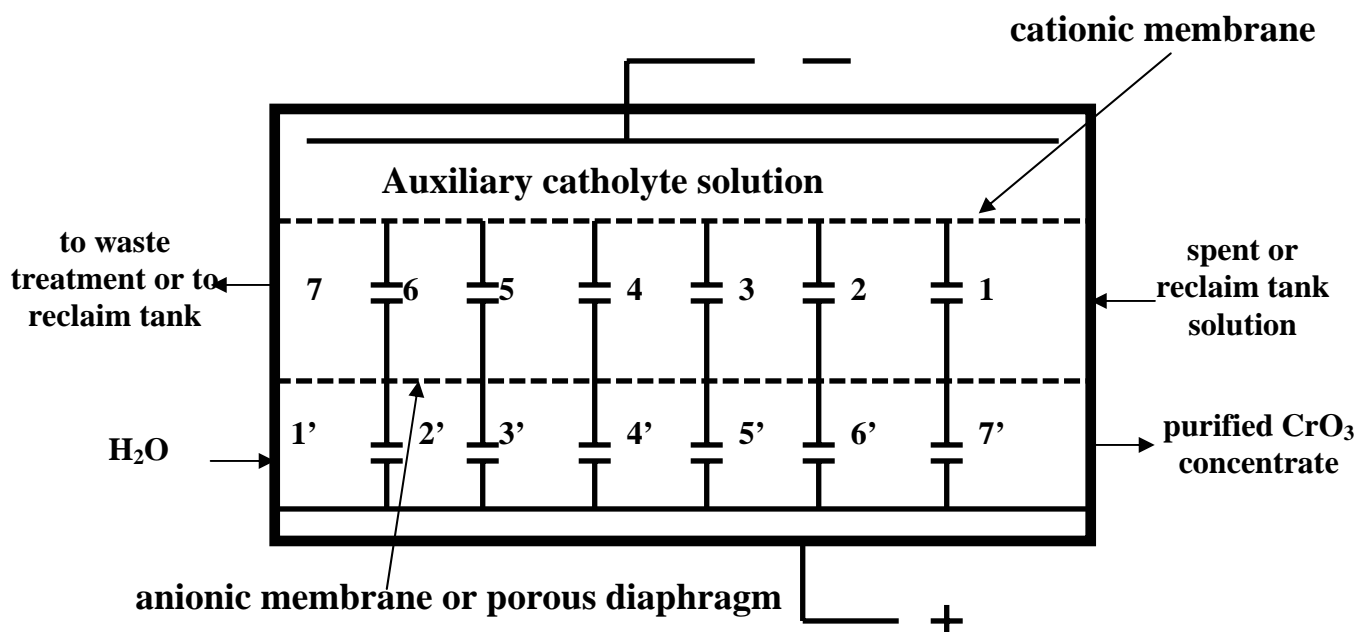 cationic membrane
—
Auxiliary catholyte solution
to waste
treatment or to
reclaim tank
7 6 5 4 3 2 1
spent or
reclaim tank
solution
H₂O
1’ 2’ 3’ 4’ 5’ 6’ 7’
purified CrO₃
concentrate
anionic membrane or porous diaphragm
+